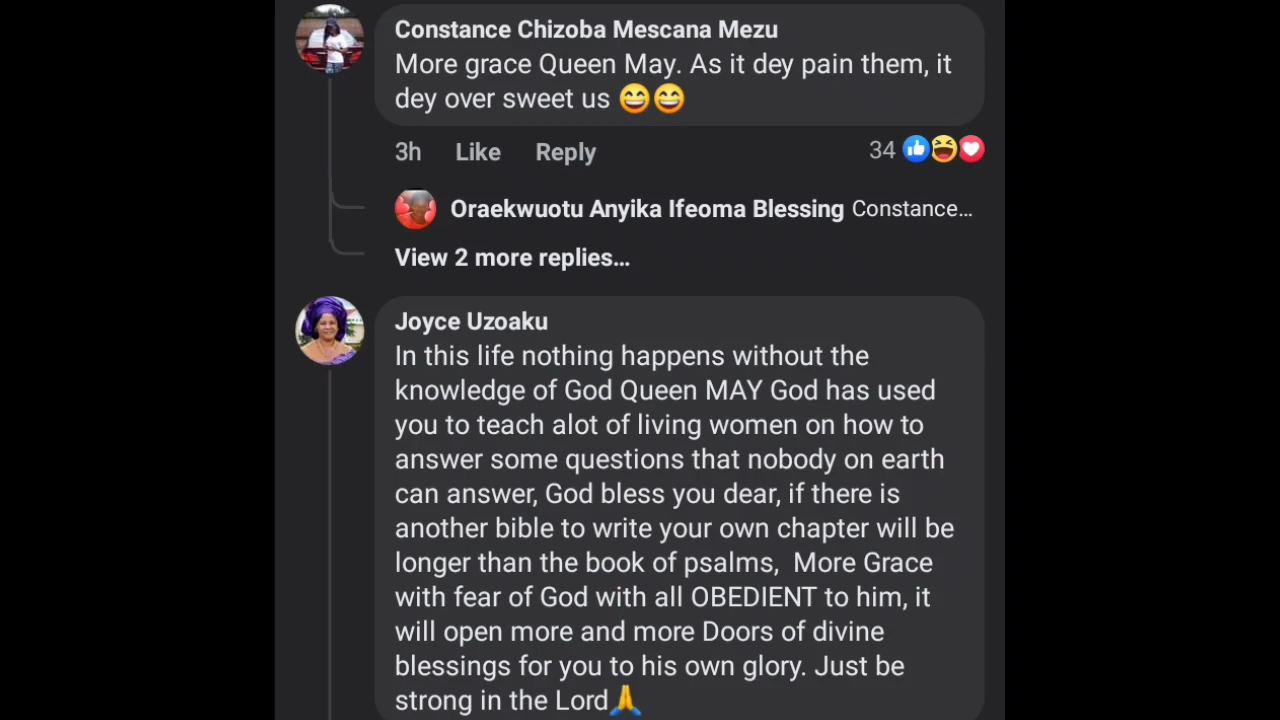 Constance Chizoba Mescana Mezu
More grace Queen May. As it dey pain them, it
dey over sweet us 😄😄
3h Like Reply 34
Oraekwuotu Anyika Ifeoma Blessing Constance...
View 2 more replies...
Joyce Uzoaku
In this life nothing happens without the
knowledge of God Queen MAY God has used
you to teach alot of living women on how to
answer some questions that nobody on earth
can answer, God bless you dear, if there is
another bible to write your own chapter will be
longer than the book of psalms,  More Grace
with fear of God with all OBEDIENT to him, it
will open more and more Doors of divine
blessings for you to his own glory. Just be
strong in the Lord🙏